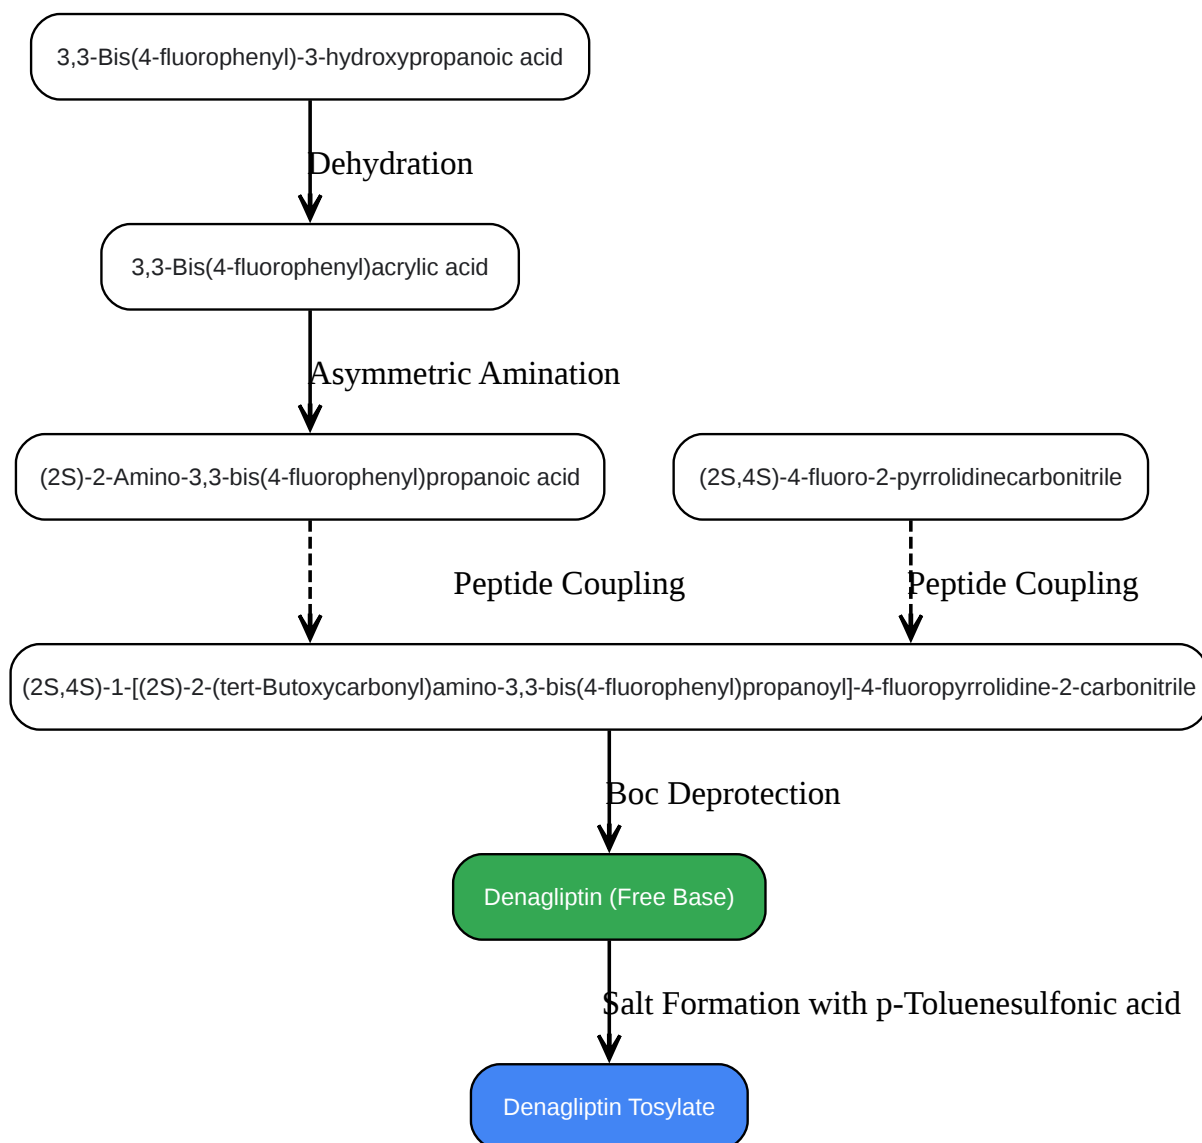 3,3-Bis(4-fluorophenyl)-3-hydroxypropanoic acid
Dehydration
3,3-Bis(4-fluorophenyl)acrylic acid
Asymmetric Amination
(2S)-2-Amino-3,3-bis(4-fluorophenyl)propanoic acid
(2S,4S)-4-fluoro-2-pyrrolidinecarbonitrile
Peptide Coupling
Peptide Coupling
(2S,4S)-1-[(2S)-2-(tert-Butoxycarbonyl)amino-3,3-bis(4-fluorophenyl)propanoyl]-4-fluoropyrrolidine-2-carbonitrile
Boc Deprotection
Denagliptin (Free Base)
Salt Formation with p-Toluenesulfonic acid
Denagliptin Tosylate